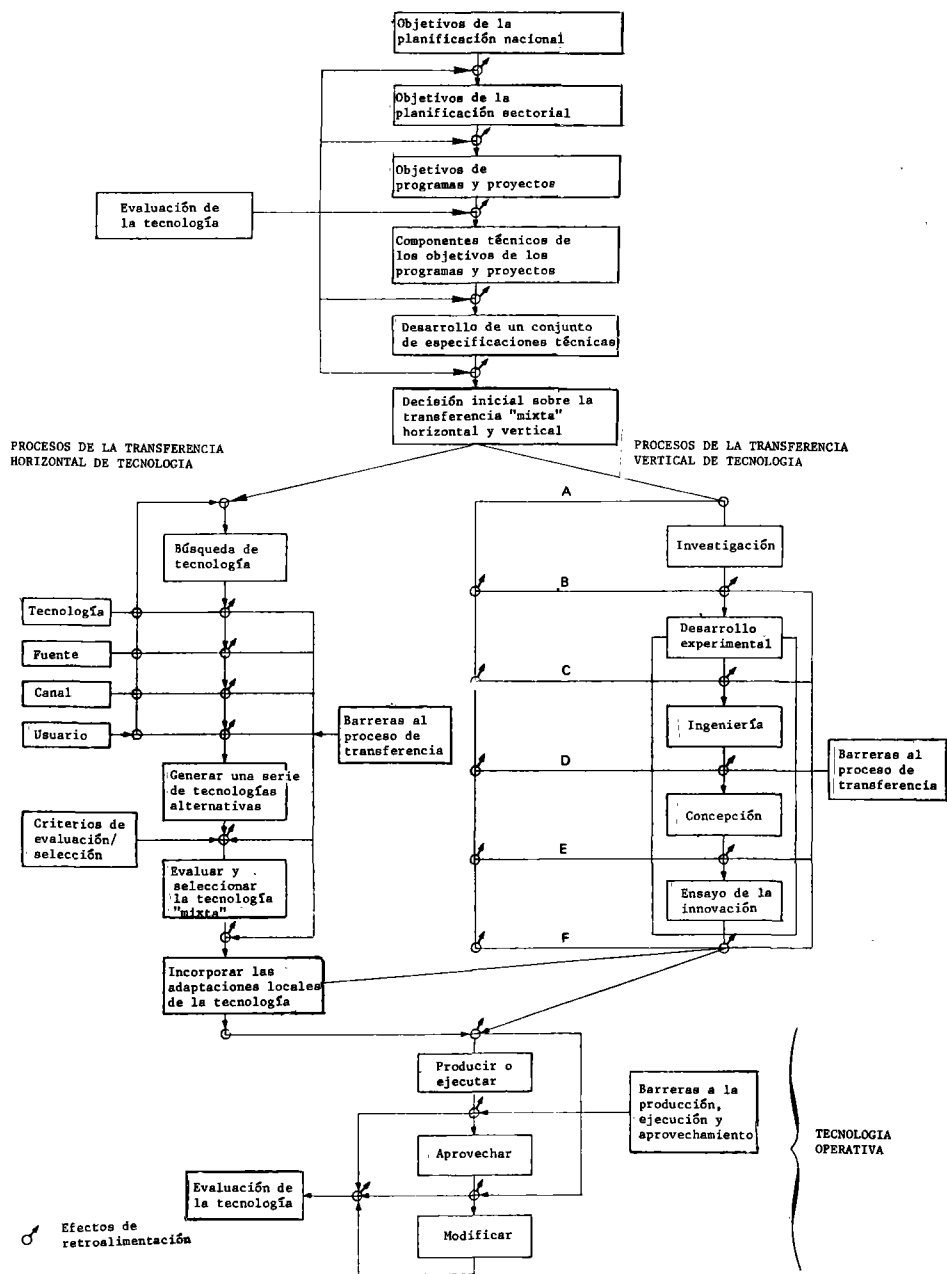 Objetivos de la
planificación nacional
Objetivos de la
planificación sectorial
Objetivos de
programas y proyectos
Evaluación de
la tecnología
Componentes técnicos de
los objetivos de los
programas y proyectos
Desarrollo de un conjunto
de especificaciones técnicas
Decisión inicial sobre la
transferencia "mixta"
horizontal y vertical
PROCESOS DE LA TRANSFERENCIA
HORIZONTAL DE TECNOLOGIA
Búsqueda de
tecnología
Tecnología
Fuente
Canal
Usuario
Barreras al
proceso de
transferencia
Generar una serie
de tecnologías
alternativas
Criterios de
evaluación/
selección
Evaluar y
seleccionar
la tecnología
"mixta"
Incorporar las
adaptaciones locales
de la tecnología
PROCESOS DE LA TRANSFERENCIA
VERTICAL DE TECNOLOGIA
A
Investigación
B
Desarrollo
experimental
C
Ingeniería
D
Barreras al
proceso de
transferencia
Concepción
E
Ensayo de la
innovación
F
Producir o
ejecutar
Barreras a la
producción,
ejecución y
aprovechamiento
Aprovechar
TECNOLOGIA
OPERATIVA
Evaluación de
la tecnología
Modificar
Efectos de
retroalimentación